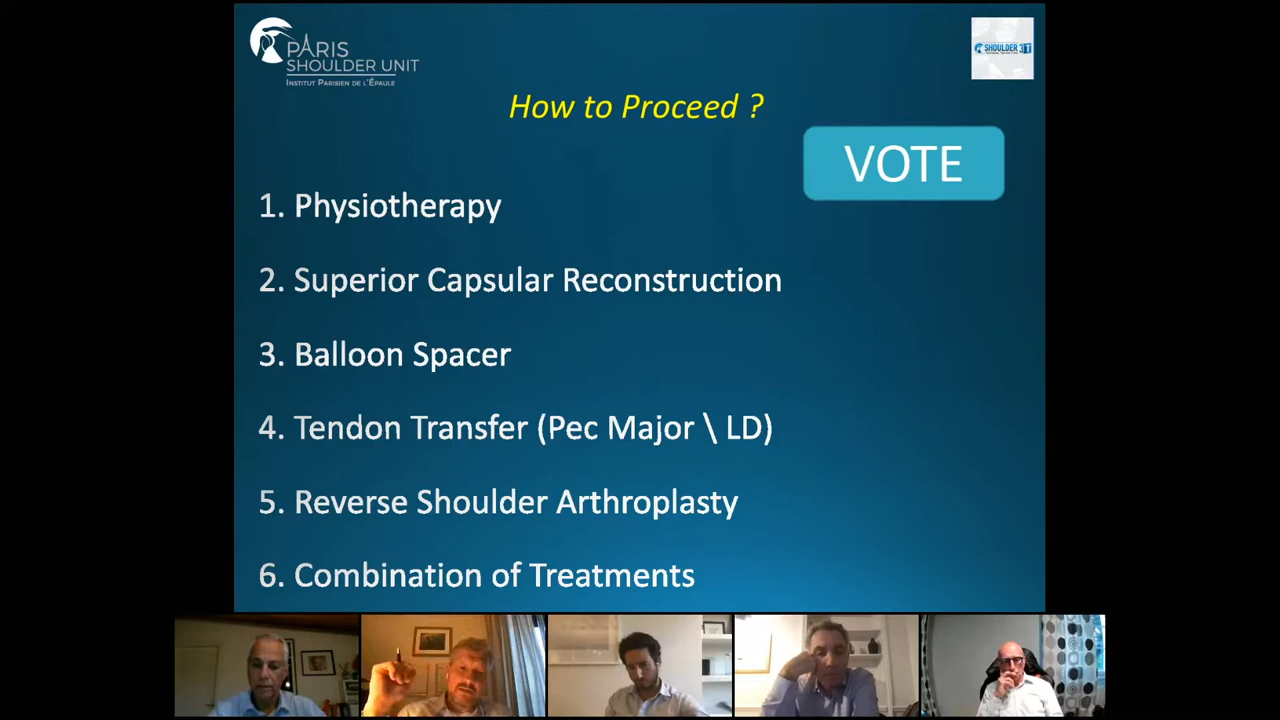 PARIS
SHOULDER UNIT
INSTITUT PARISIEN DE L'ÉPAULE
SHOULDER
How to Proceed ?
VOTE
1. Physiotherapy
2. Superior Capsular Reconstruction
3. Balloon Spacer
4. Tendon Transfer (Pec Major \ LD)
5. Reverse Shoulder Arthroplasty
6. Combination of Treatments